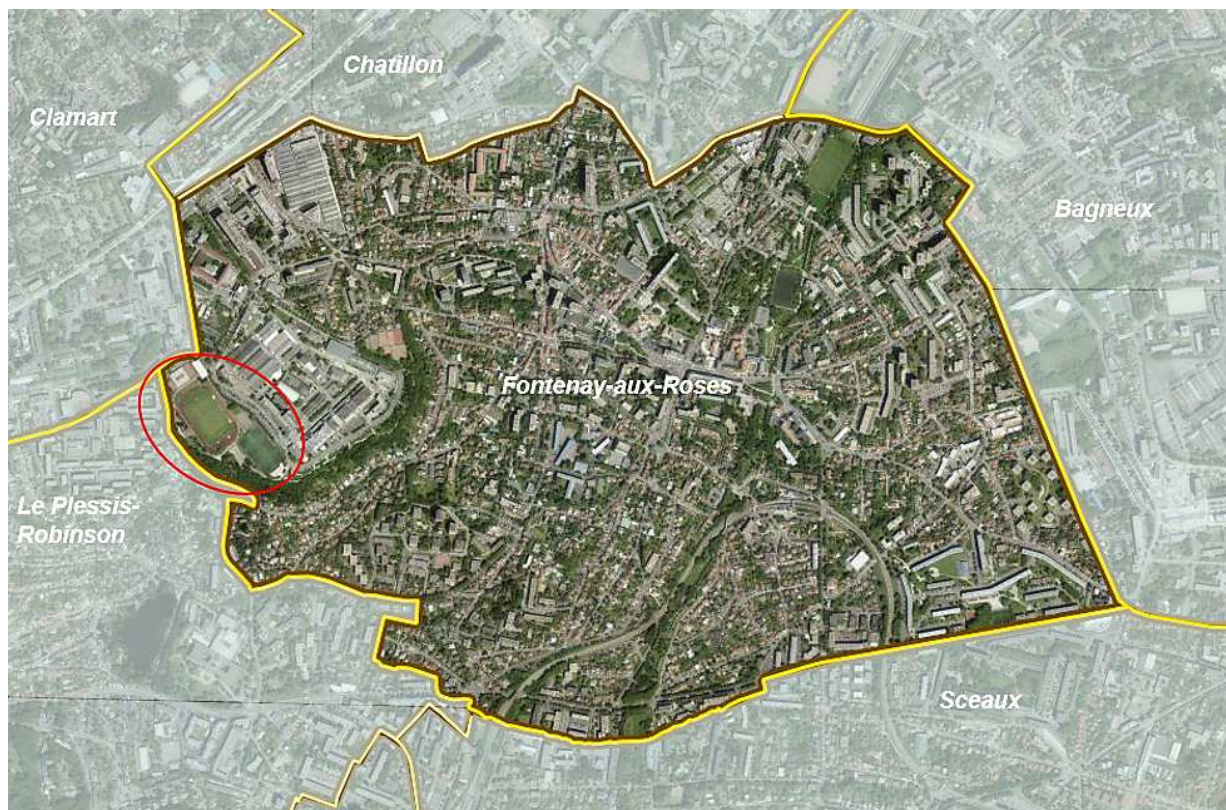 Chatillon
Clamart
Bagneux
Fontenay-aux-Roses
Le Plessis-
Robinson
Sceaux